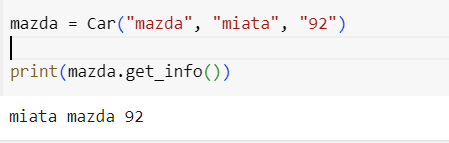 mazda = Car("mazda", "miata", "92")
print(mazda.get_info())
miata mazda 92